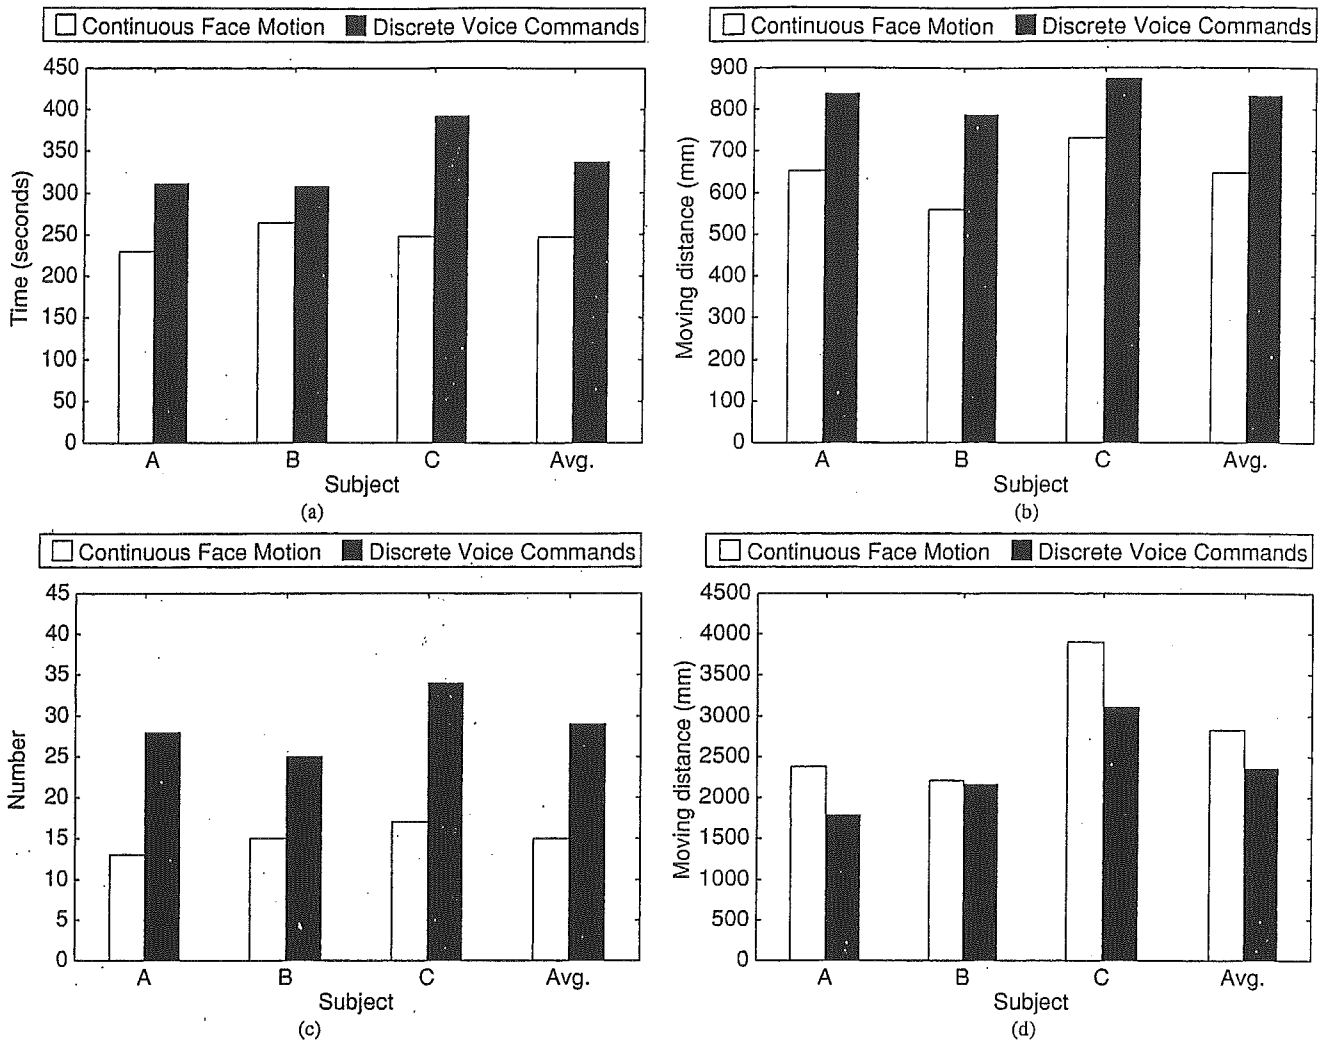 Continuous Face Motion Discrete Voice Commands
450
400
350
300
250
200
150
100
50
0
Time (seconds)
A B C Avg.
Subject
(a)
Continuous Face Motion Discrete Voice Commands
900
800
700
600
500
400
300
200
100
0
Moving distance (mm)
A B C Avg.
Subject
(b)
Continuous Face Motion Discrete Voice Commands
45
40
35
30
25
20
15
10
5
0
Number
A B C Avg.
Subject
(c)
Continuous Face Motion Discrete Voice Commands
4500
4000
3500
3000
2500
2000
1500
1000
500
0
Moving distance (mm)
A B C Avg.
Subject
(d)